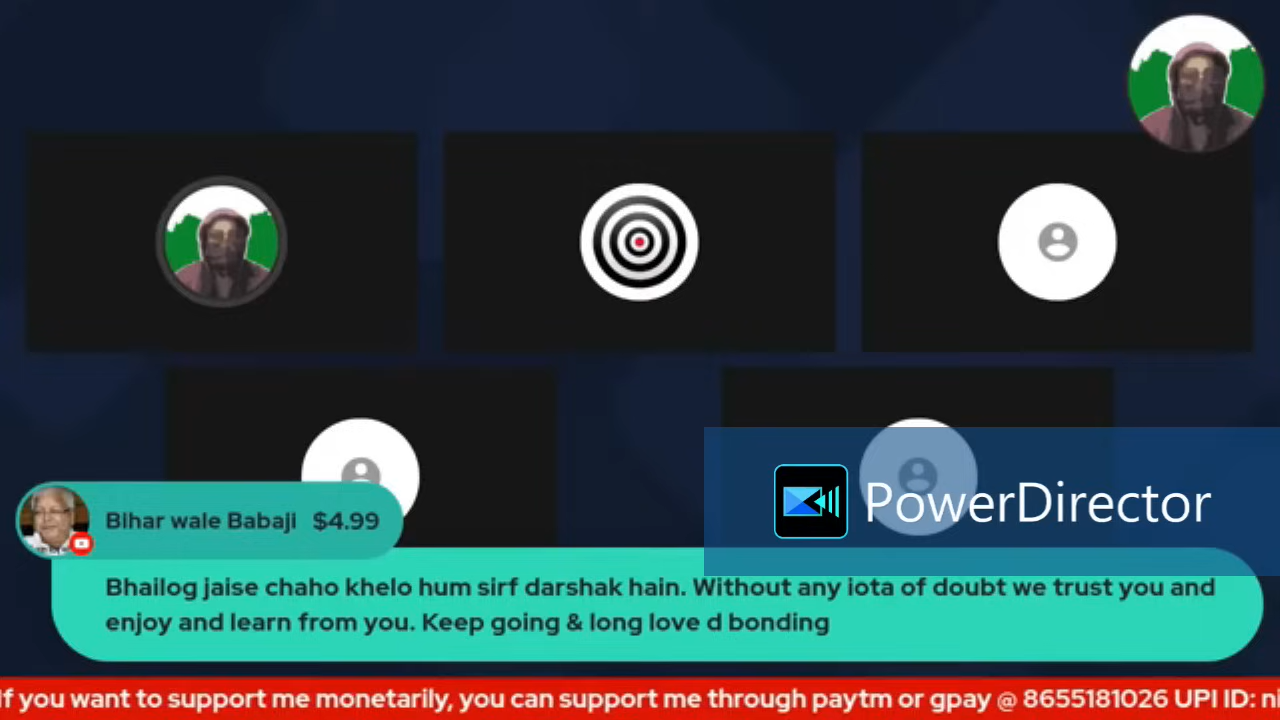 PowerDirector
Bihar wale Babaji $4.99
Bhailog jaise chaho khelo hum sirf darshak hain. Without any iota of doubt we trust you and
enjoy and learn from you. Keep going & long love d bonding
If you want to support me monetarily, you can support me through paytm or gpay @ 8655181026 UPI ID: ni